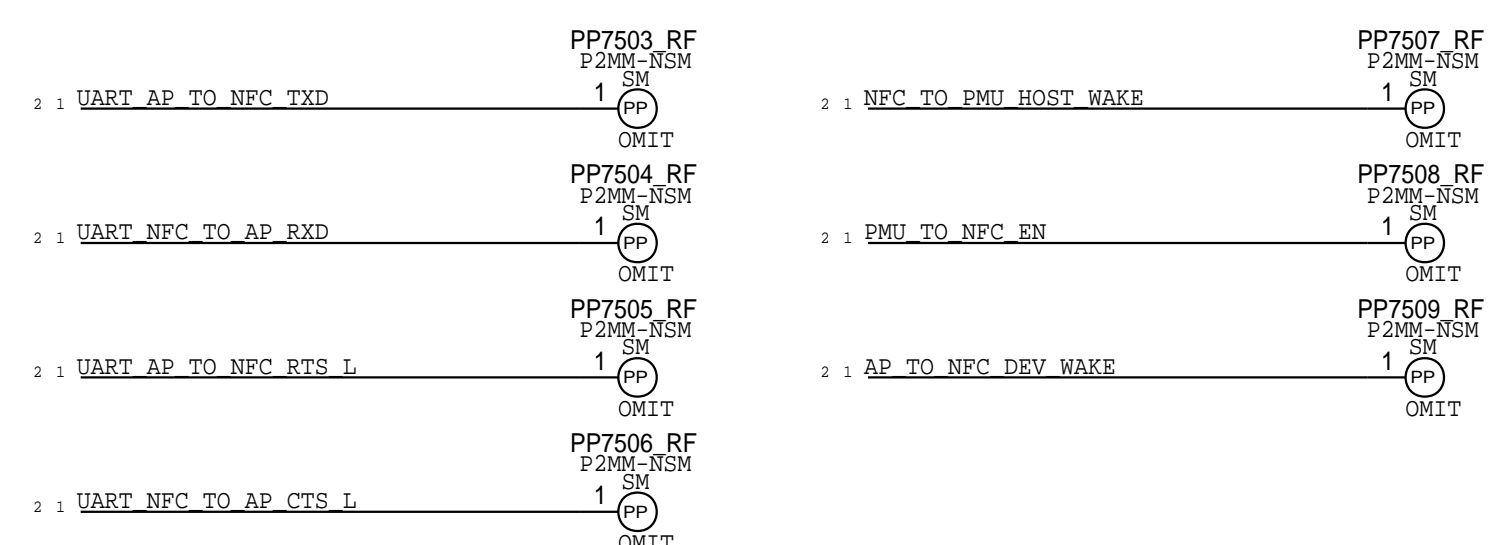 PP7503_RF
P2MM-NSM
SM
2 1 UART_AP_TO_NFC_TXD 1 PP
OMIT
PP7504_RF
P2MM-NSM
SM
2 1 UART_NFC_TO_AP_RXD 1 PP
OMIT
PP7505_RF
P2MM-NSM
SM
2 1 UART_AP_TO_NFC_RTS_L 1 PP
OMIT
PP7506_RF
P2MM-NSM
SM
2 1 UART_NFC_TO_AP_CTS_L 1 PP
OMIT
PP7507_RF
P2MM-NSM
SM
2 1 NFC_TO_PMU_HOST_WAKE 1 PP
OMIT
PP7508_RF
P2MM-NSM
SM
2 1 PMU_TO_NFC_EN 1 PP
OMIT
PP7509_RF
P2MM-NSM
SM
2 1 AP_TO_NFC_DEV_WAKE 1 PP
OMIT